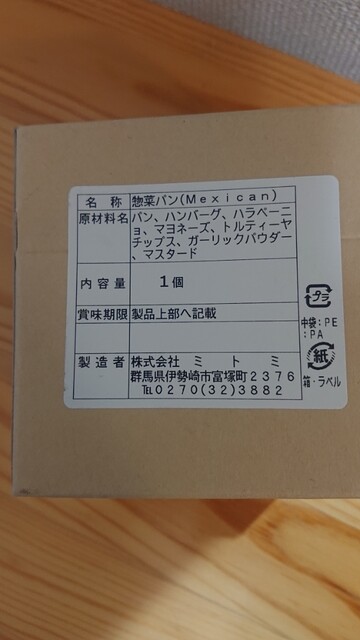 名称 惣菜パン(Mexican)
原材料名 パン、ハンバーグ、ハラペーニ
ョ、マヨネーズ、トルティーヤ
チップス、ガーリックパウダー
、マスタード
内容量 1個
賞味期限 製品上部へ記載
製造者 株式会社 ミトミ
群馬県伊勢崎市富塚町2376
℡0270(32)3882
プラ
中袋:PE
:PA
紙
箱・ラベル